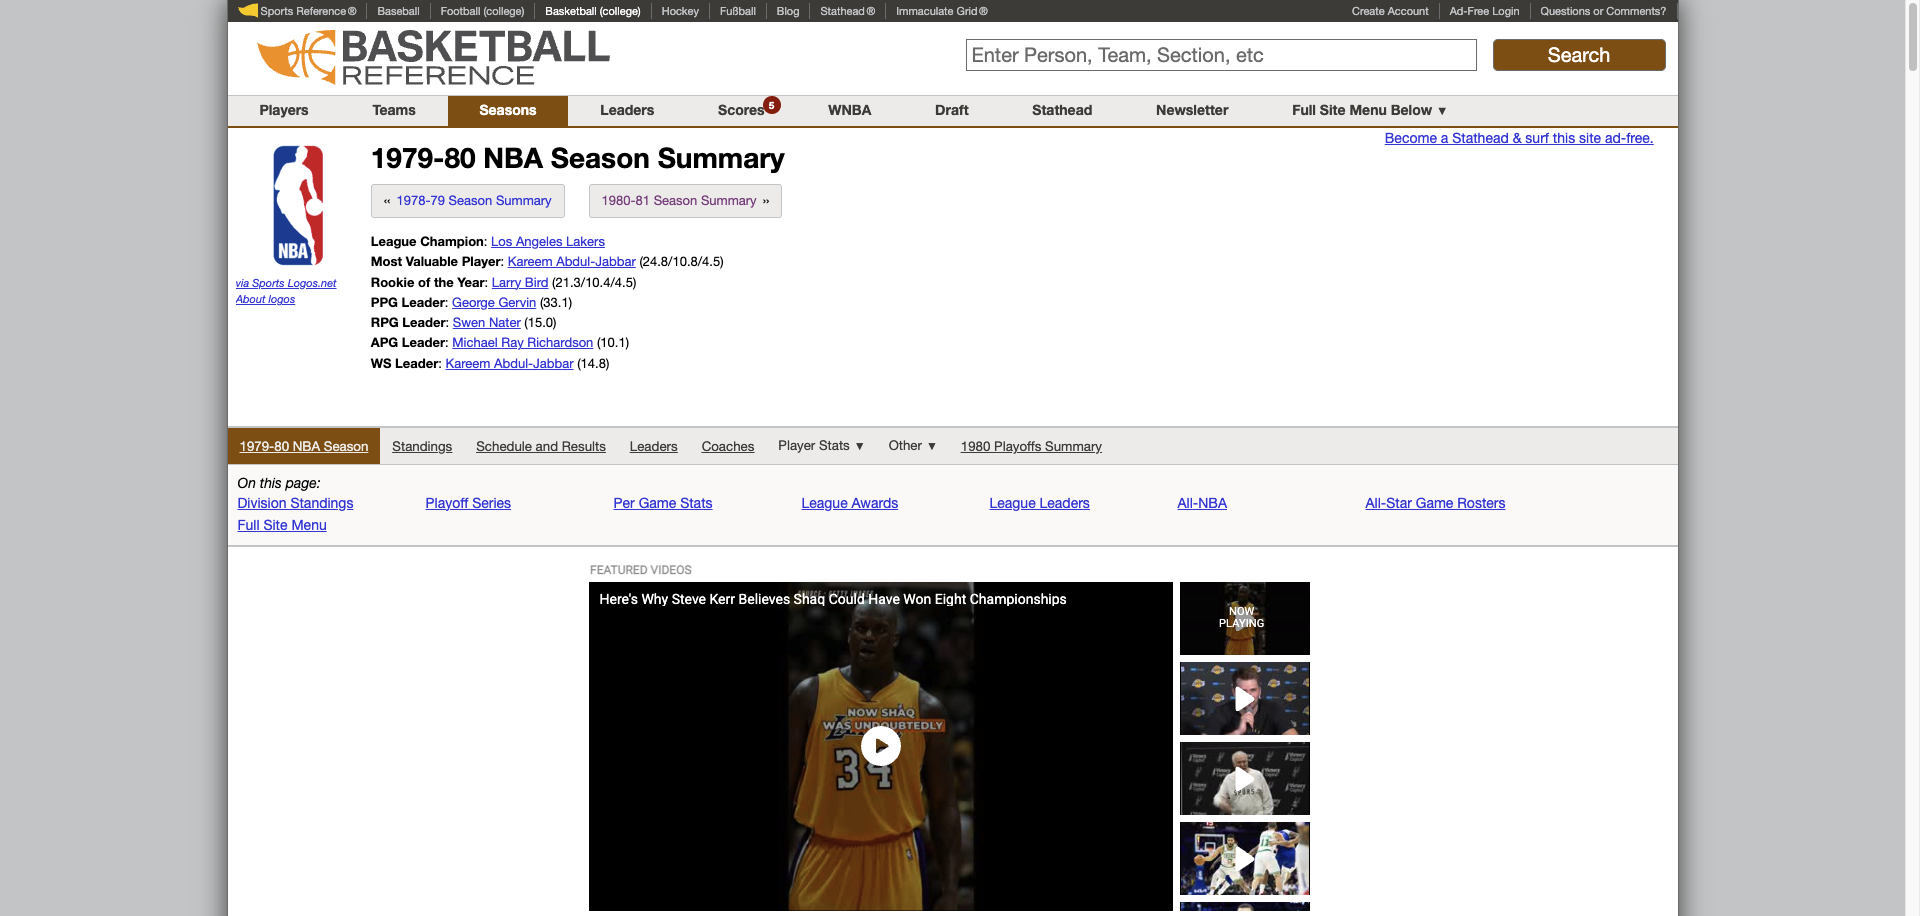 Sports Reference® Baseball Football (college) Basketball (college) Hockey Fußball Blog Stathead® Immaculate Grid® Create Account Ad-Free Login Questions or Comments?
BASKETBALL
REFERENCE
Enter Person, Team, Section, etc
Search
Players Teams Seasons Leaders Scores 5 WNBA Draft Stathead Newsletter Full Site Menu Below ▼
Become a Stathead & surf this site ad-free.
NBA
via Sports Logos.net
About logos
1979-80 NBA Season Summary
« 1978-79 Season Summary 1980-81 Season Summary »
League Champion: Los Angeles Lakers
Most Valuable Player: Kareem Abdul-Jabbar (24.8/10.8/4.5)
Rookie of the Year: Larry Bird (21.3/10.4/4.5)
PPG Leader: George Gervin (33.1)
RPG Leader: Swen Nater (15.0)
APG Leader: Michael Ray Richardson (10.1)
WS Leader: Kareem Abdul-Jabbar (14.8)
1979-80 NBA Season Standings Schedule and Results Leaders Coaches Player Stats ▼ Other ▼ 1980 Playoffs Summary
On this page:
Division Standings Playoff Series Per Game Stats League Awards League Leaders All-NBA All-Star Game Rosters
Full Site Menu
FEATURED VIDEOS
Here's Why Steve Kerr Believes Shaq Could Have Won Eight Championships
NOW SHAQ
WAS UNDOUBTEDLY
34
NOW
PLAYING
SPURS